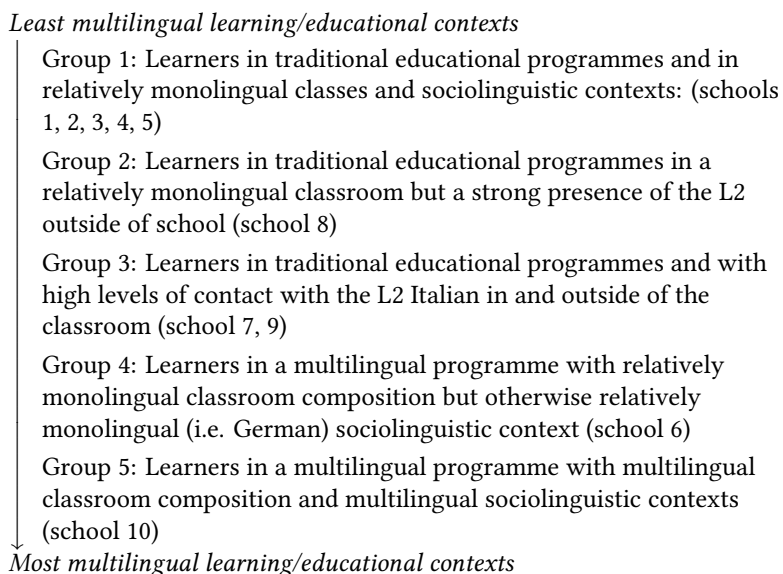 Least multilingual learning/educational contexts
Group 1: Learners in traditional educational programmes and in
relatively monolingual classes and sociolinguistic contexts: (schools
1, 2, 3, 4, 5)
Group 2: Learners in traditional educational programmes in a
relatively monolingual classroom but a strong presence of the L2
outside of school (school 8)
Group 3: Learners in traditional educational programmes and with
high levels of contact with the L2 Italian in and outside of the
classroom (school 7, 9)
Group 4: Learners in a multilingual programme with relatively
monolingual classroom composition but otherwise relatively
monolingual (i.e. German) sociolinguistic context (school 6)
Group 5: Learners in a multilingual programme with multilingual
classroom composition and multilingual sociolinguistic contexts
(school 10)
Most multilingual learning/educational contexts